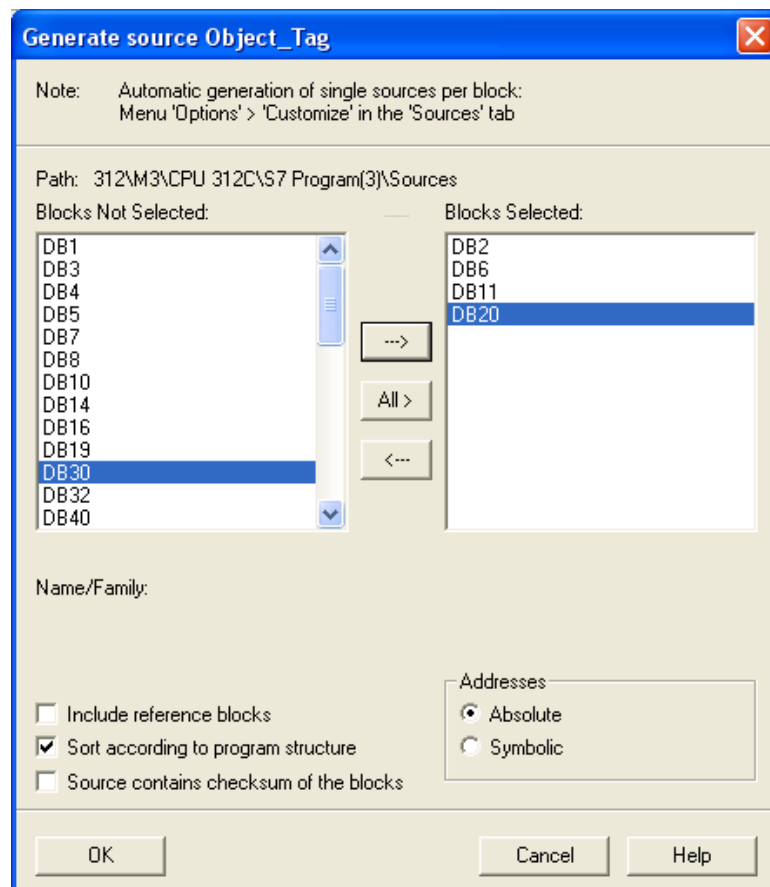 Generate source Object_Tag
Note: Automatic generation of single sources per block:
Menu 'Options' > 'Customize' in the 'Sources' tab
Path: 312\M3\CPU 312C\S7 Program(3)\Sources
Blocks Not Selected:
DB1
DB3
DB4
DB5
DB7
DB8
DB10
DB14
DB16
DB19
DB30
DB32
DB40
--->
All >
<---
Blocks Selected:
DB2
DB6
DB11
DB20
Name/Family:
Include reference blocks
Sort according to program structure
Source contains checksum of the blocks
Addresses
Absolute
Symbolic
OK
Cancel
Help